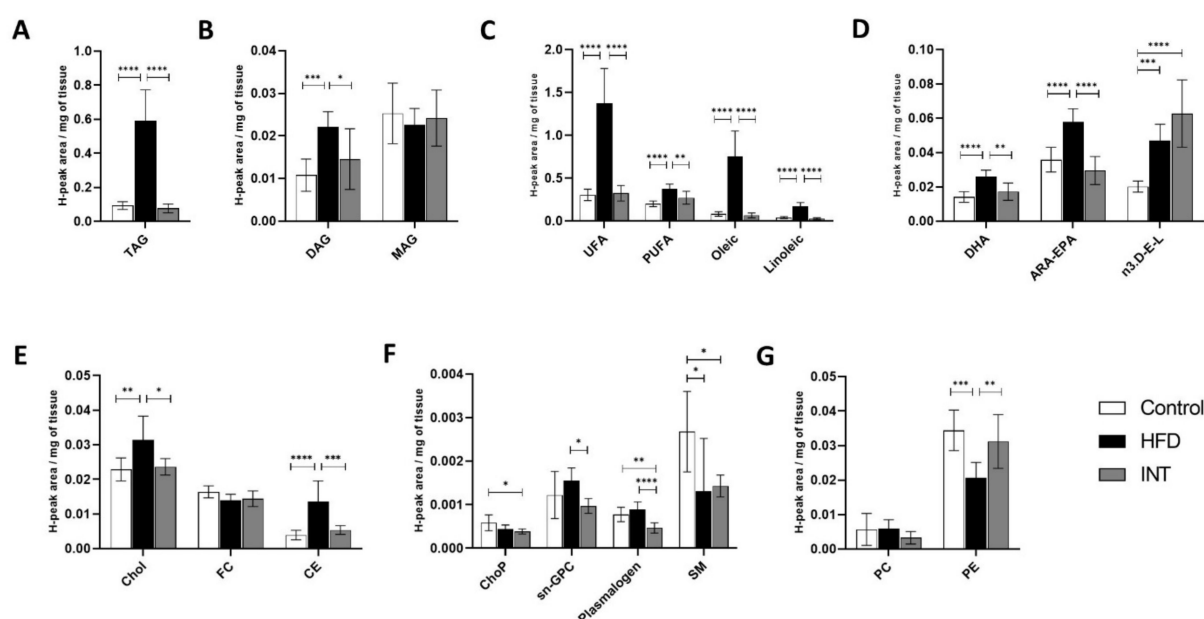 A
H-peak area / mg of tissue
1.0
0.8
0.6
0.4
0.2
0.0
**** ****
TAG
B
H-peak area / mg of tissue
0.04
0.03
0.02
0.01
0.00
*** *
DAG MAG
C
H-peak area / mg of tissue
2.0
1.5
1.0
0.5
0.0
**** ****
**** **
**** ****
**** ****
UFA PUFA Oleic Linoleic
D
H-peak area / mg of tissue
0.10
0.08
0.06
0.04
0.02
0.00
**** **
**** ****
****
***
DHA ARA-EPA n3.D-E-L
E
H-peak area / mg of tissue
0.05
0.04
0.03
0.02
0.01
0.00
** *
**** ***
Chol FC CE
F
H-peak area / mg of tissue
0.004
0.003
0.002
0.001
0.000
*
*
**
****
*
*
ChoP sn-GPC Plasmalogen SM
G
H-peak area / mg of tissue
0.05
0.04
0.03
0.02
0.01
0.00
*** **
PC PE
Control
HFD
INT